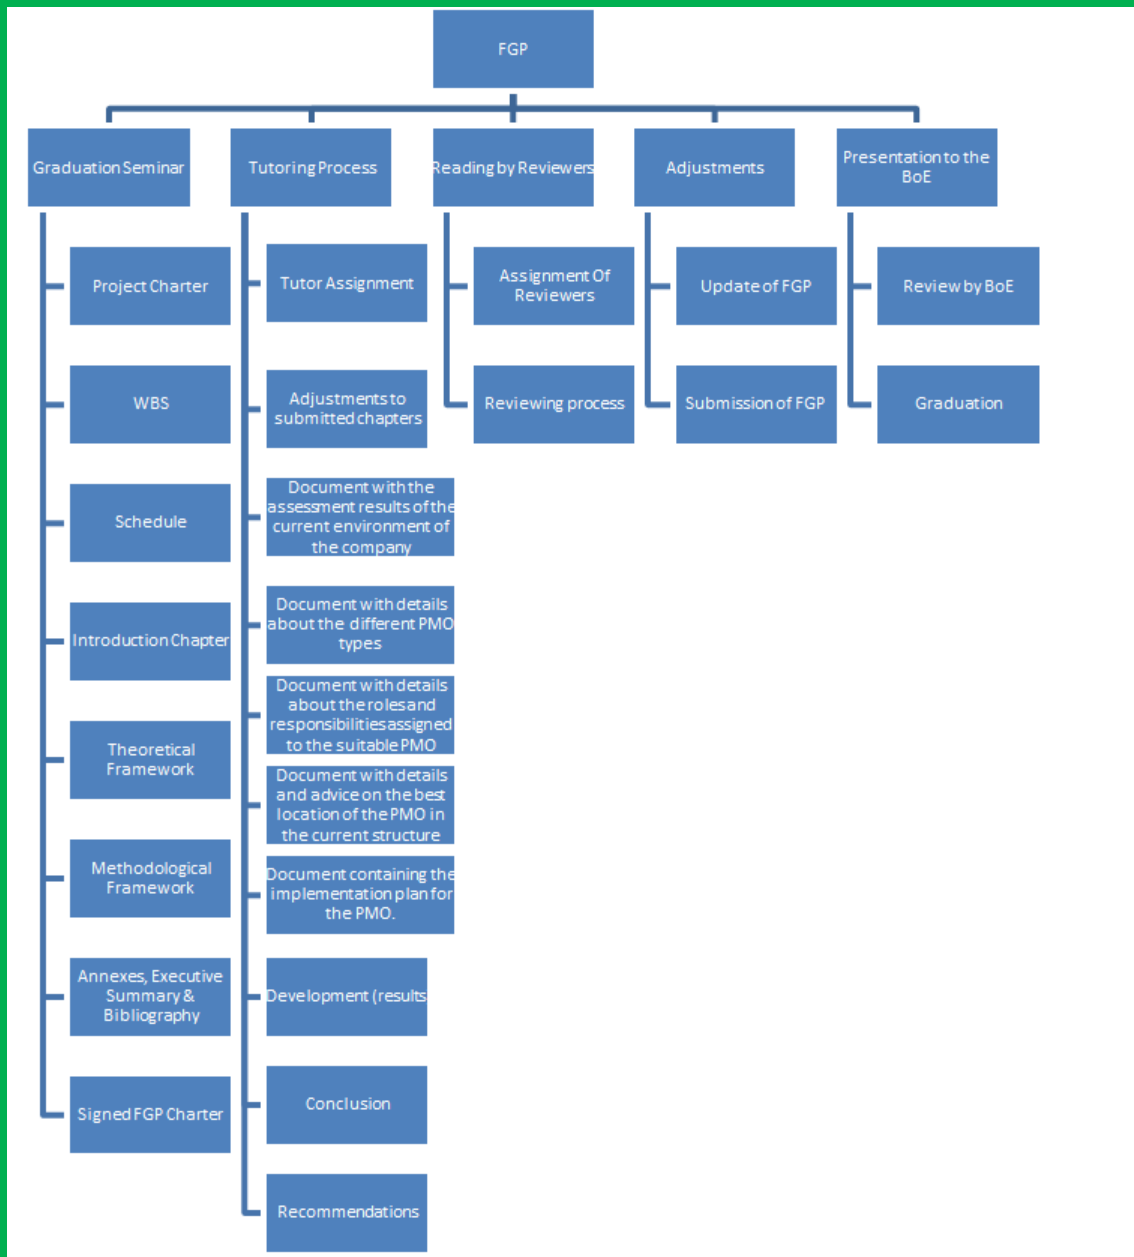 FGP
Graduation Seminar
Tutoring Process
Reading by Reviewers
Adjustments
Presentation to the
BoE
Project Charter
WBS
Schedule
Introduction Chapter
Theoretical
Framework
Methodological
Framework
Annexes, Executive
Summary &
Bibliography
Signed FGP Charter
Tutor Assignment
Adjustments to
submitted chapters
Document with the
assessment results of the
current environment of
the company
Document with details
about the different PMO
types
Document with details
about the roles and
responsibilities assigned
to the suitable PMO
Document with details
and advice on the best
location of the PMO in
the current structure
Document containing the
implementation plan for
the PMO.
Development (results
Conclusion
Recommendations
Assignment Of
Reviewers
Reviewing process
Update of FGP
Submission of FGP
Review by BoE
Graduation